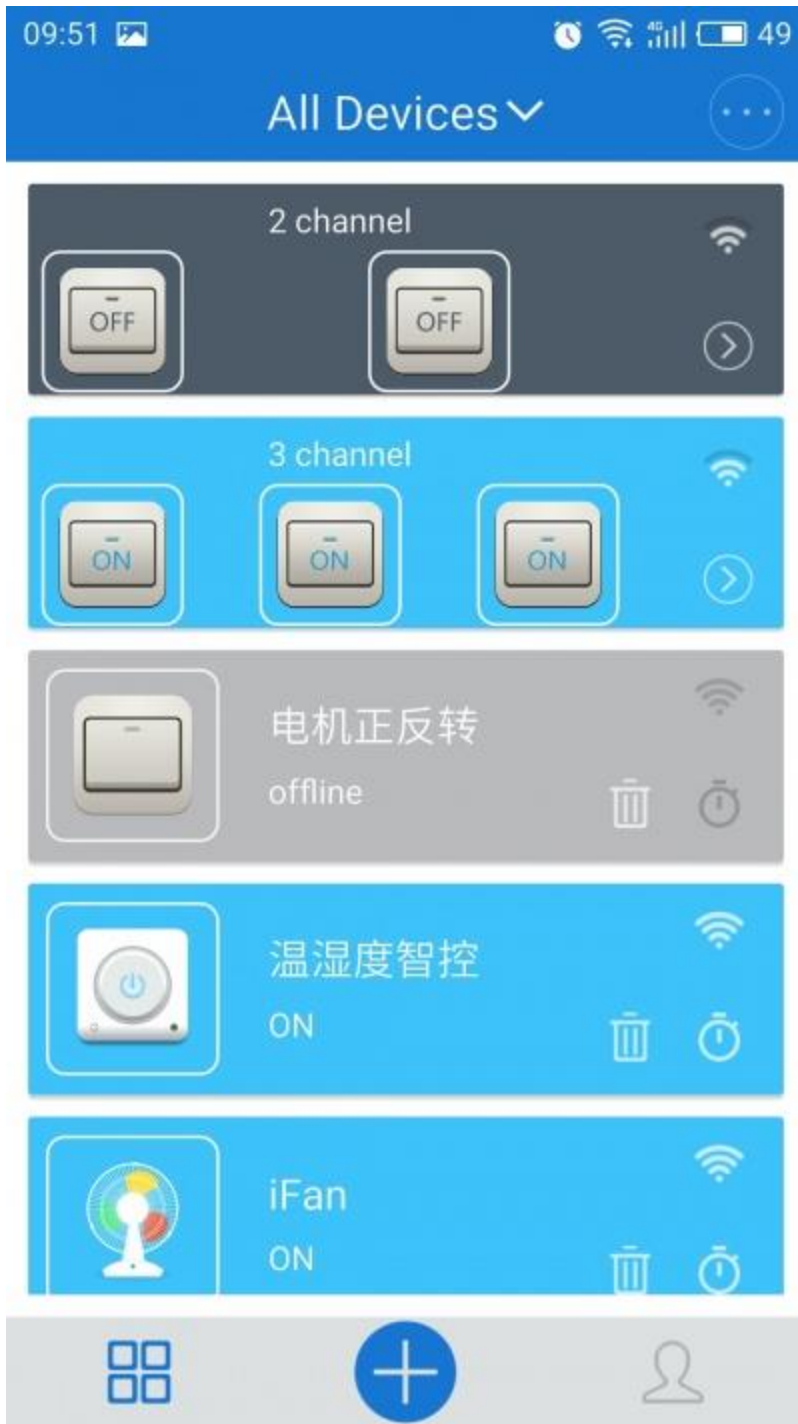 09:51 4G 49
All Devices
2 channel
OFF OFF
3 channel
ON ON ON
电机正反转
offline
温湿度智控
ON
iFan
ON